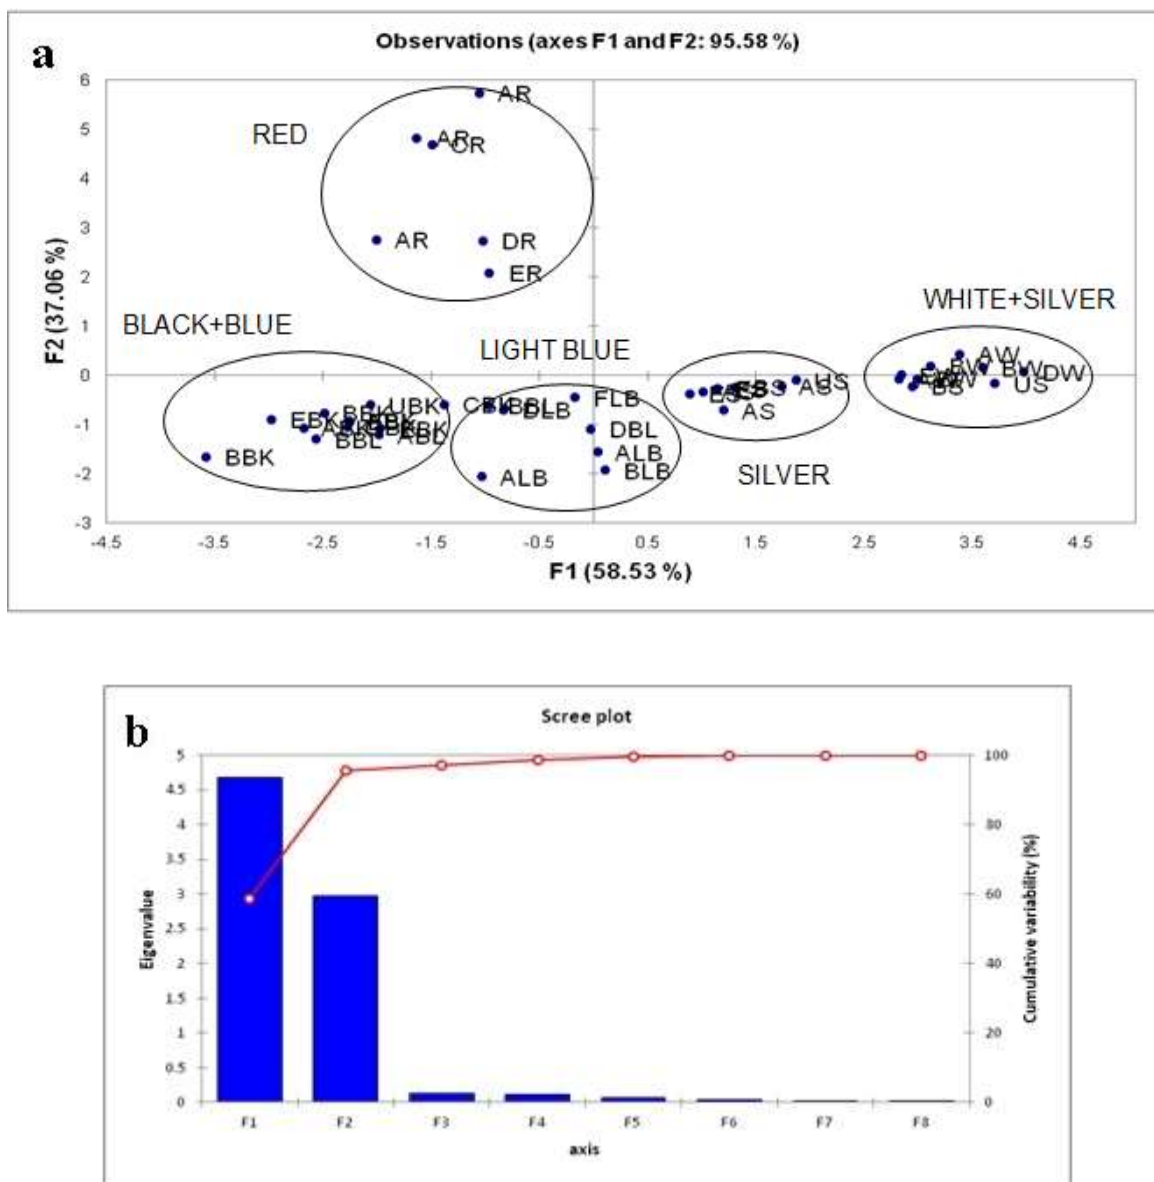 a
Observations (axes F1 and F2: 95.58 %)
6
5
4
3
2
1
0
-1
-2
-3
F2 (37.06 %)
AR
AR
CR
RED
AR
DR
ER
BLACK+BLUE
LIGHT BLUE
WHITE+SILVER
SILVER
AW
BW
DW
US
BS
US
AS
AS
UBK
CBK
BBL
DLB
FLB
EBK
BBK
BBL
ABL
DBL
BBK
ALB
ALB
BLB
-4.5 -3.5 -2.5 -1.5 -0.5 0.5 1.5 2.5 3.5 4.5
F1 (58.53 %)
b
Scree plot
5
4.5
4
3.5
3
2.5
2
1.5
1
0.5
0
Eigenvalue
100
80
60
40
20
0
Cumulative variability (%)
F1 F2 F3 F4 F5 F6 F7 F8
axis